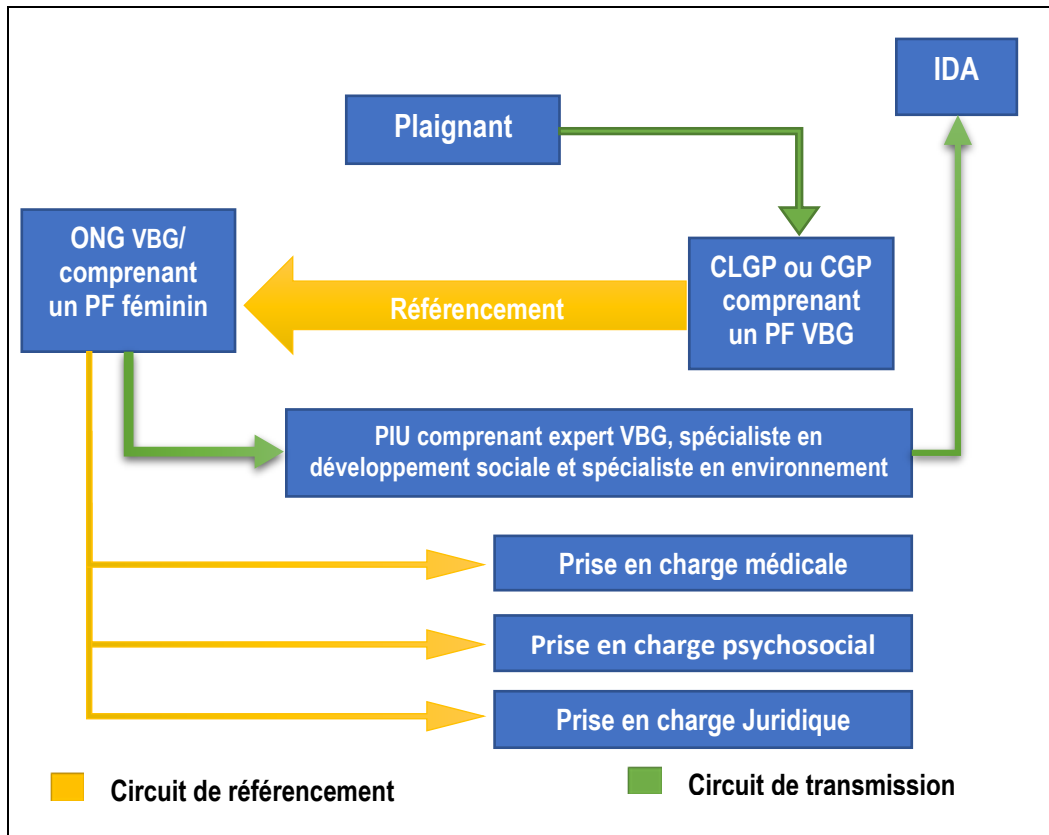 IDA
Plaignant
ONG VBG/
comprenant
un PF féminin
Référencement
CLGP ou CGP
comprenant
un PF VBG
PIU comprenant expert VBG, spécialiste en
développement sociale et spécialiste en environnement
Prise en charge médicale
Prise en charge psychosocial
Prise en charge Juridique
Circuit de référencement
Circuit de transmission